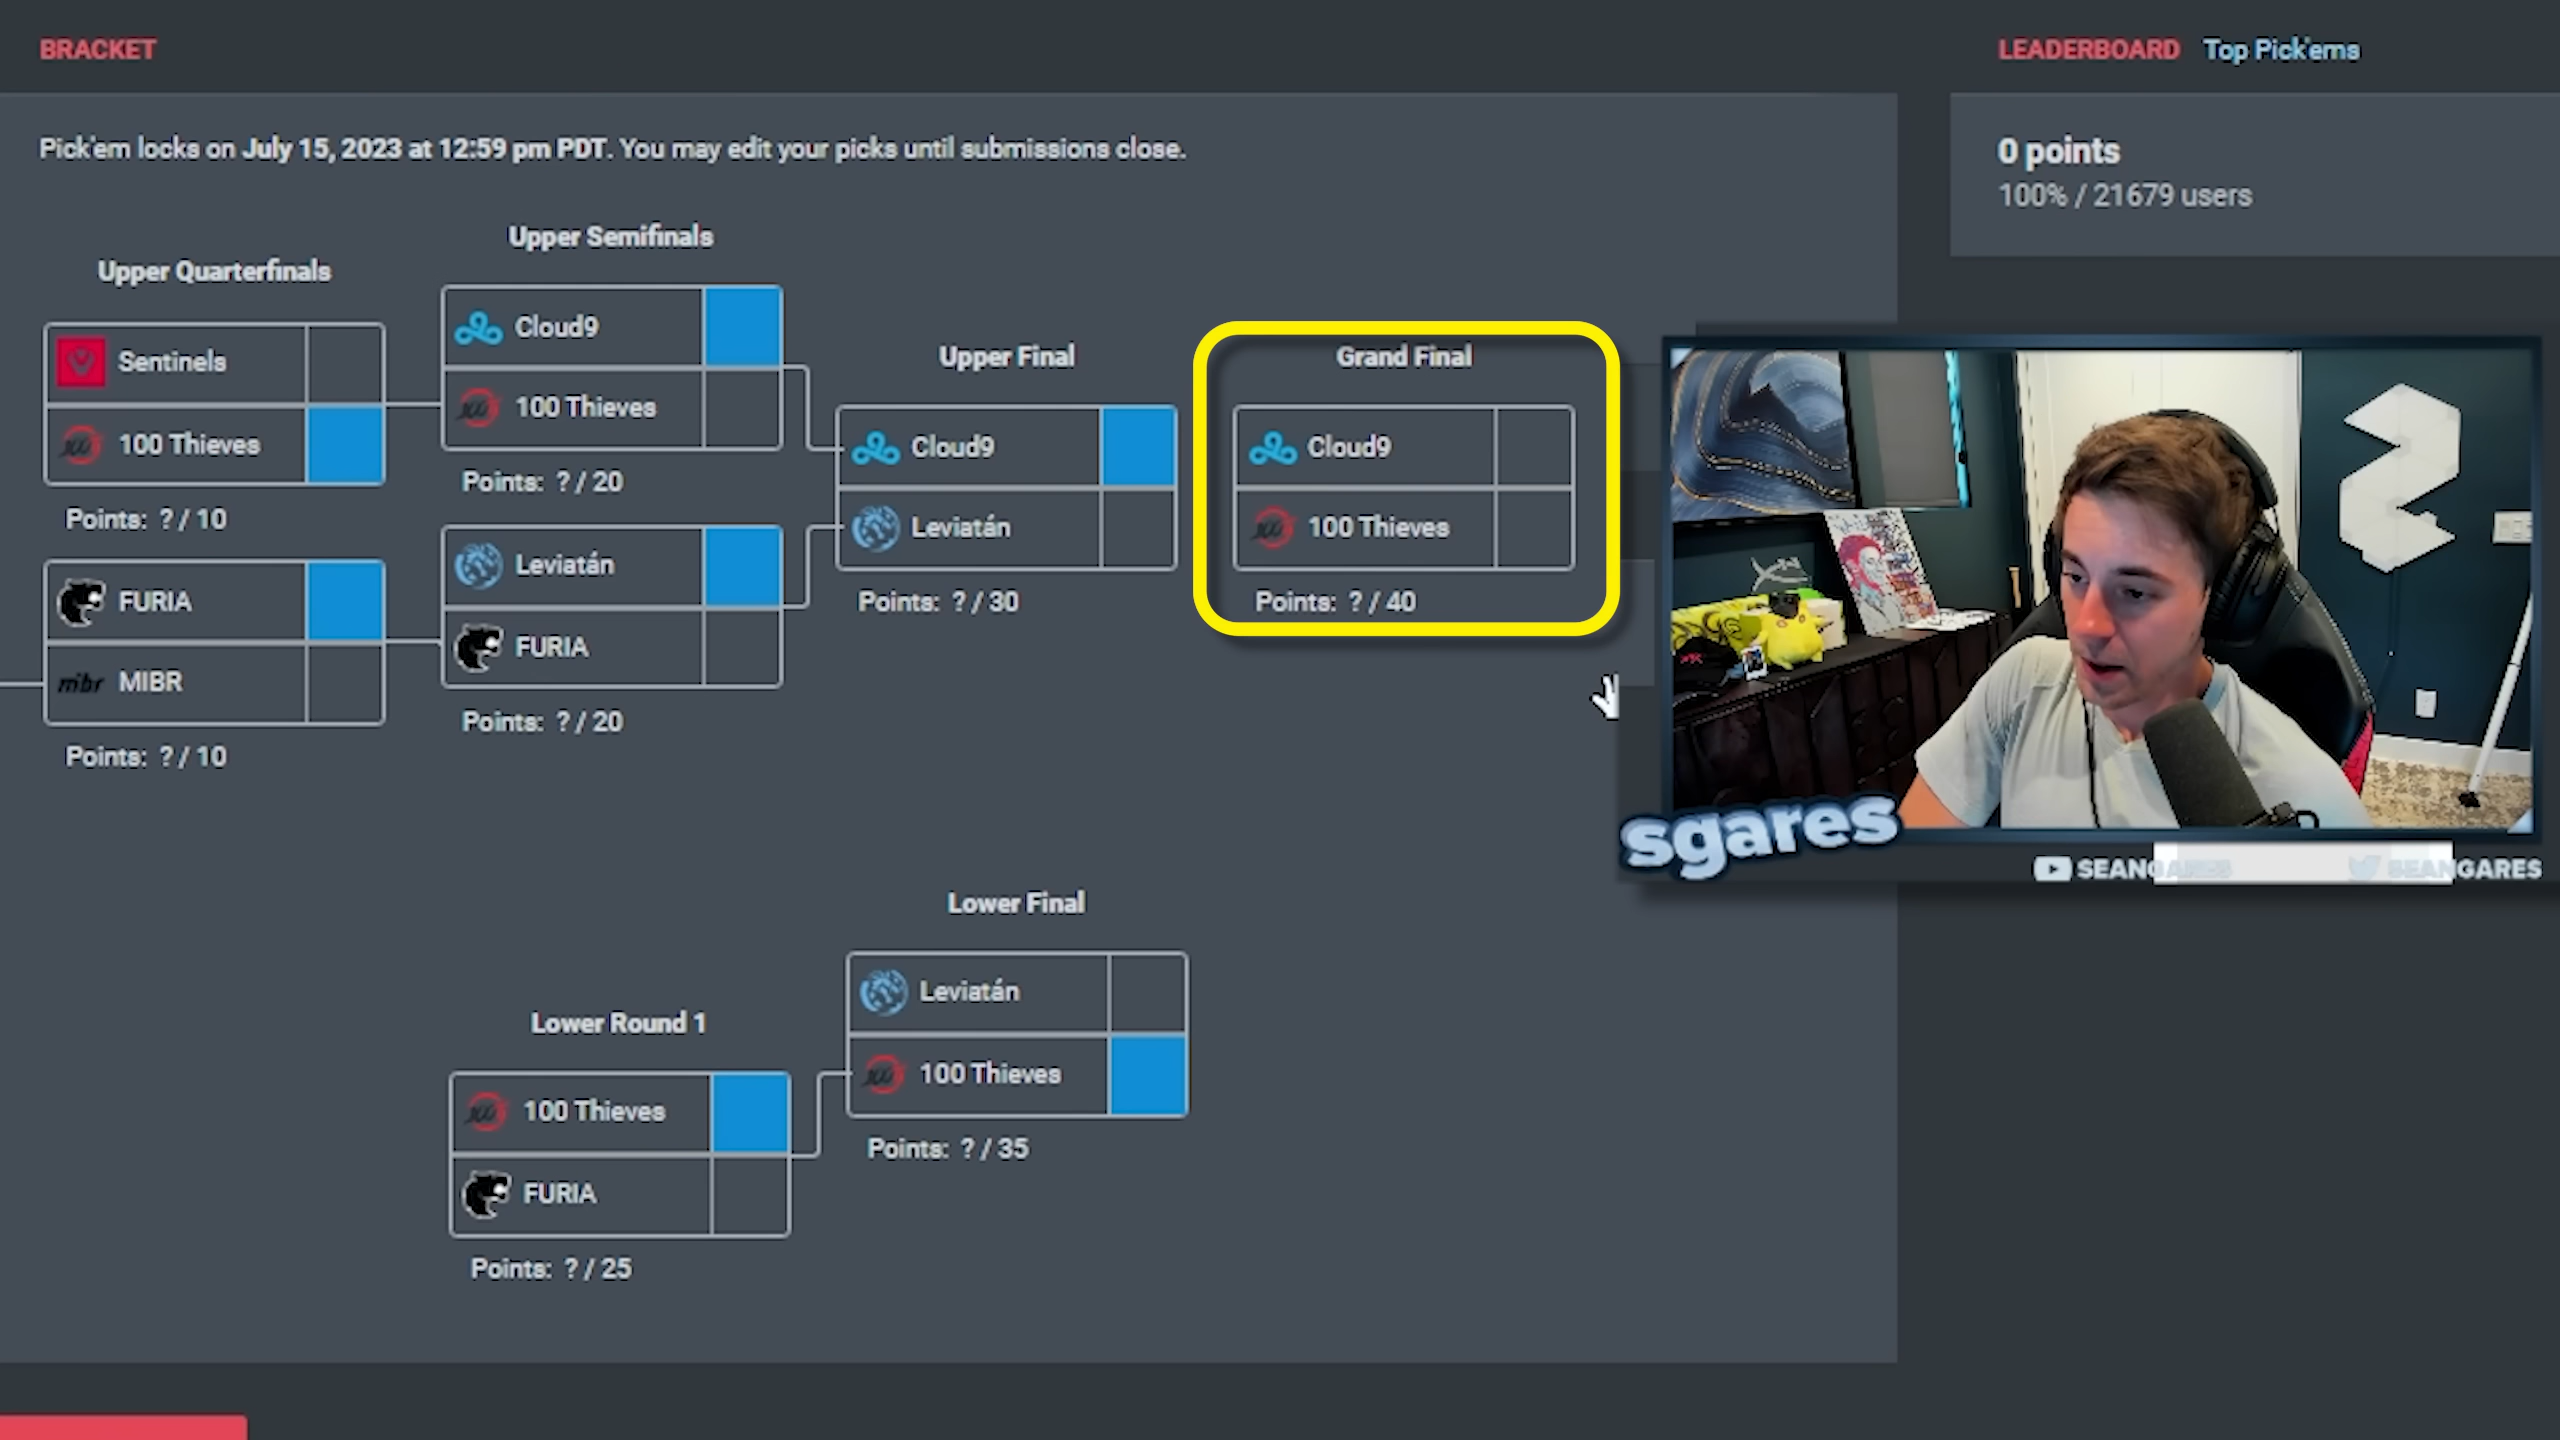 BRACKET
LEADERBOARD Top Pick'ems
Pick'em locks on July 15, 2023 at 12:59 pm PDT. You may edit your picks until submissions close.
0 points
100% / 21679 users
Upper Quarterfinals
Sentinels
100 Thieves
Points: ? / 10
FURIA
mibr MIBR
Points: ? / 10
Upper Semifinals
Cloud9
100 Thieves
Points: ? / 20
Leviatán
FURIA
Points: ? / 20
Upper Final
Cloud9
Leviatán
Points: ? / 30
Grand Final
Cloud9
100 Thieves
Points: ? / 40
Lower Round 1
100 Thieves
FURIA
Points: ? / 25
Lower Final
Leviatán
100 Thieves
Points: ? / 35
sgares
SEANGARES SEANGARES